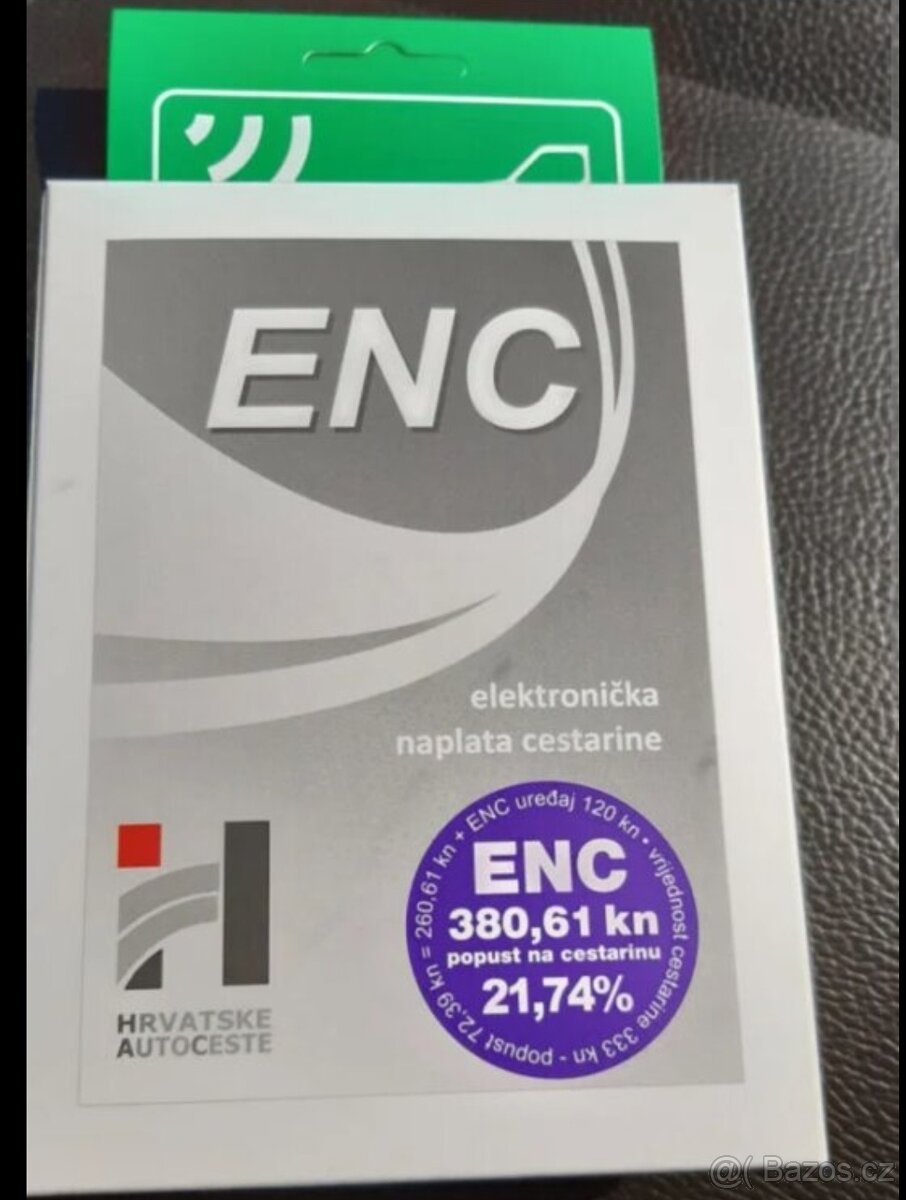 ENC
elektronička
naplata cestarine
ENC uređaj 120 kn • vrijednost cestarine 333 kn - popust 72,39 kn = 260,61 kn +
ENC
380,61 kn
popust na cestarinu
21,74%
HRVATSKE
AUTOCESTE
@( Bazos.cz